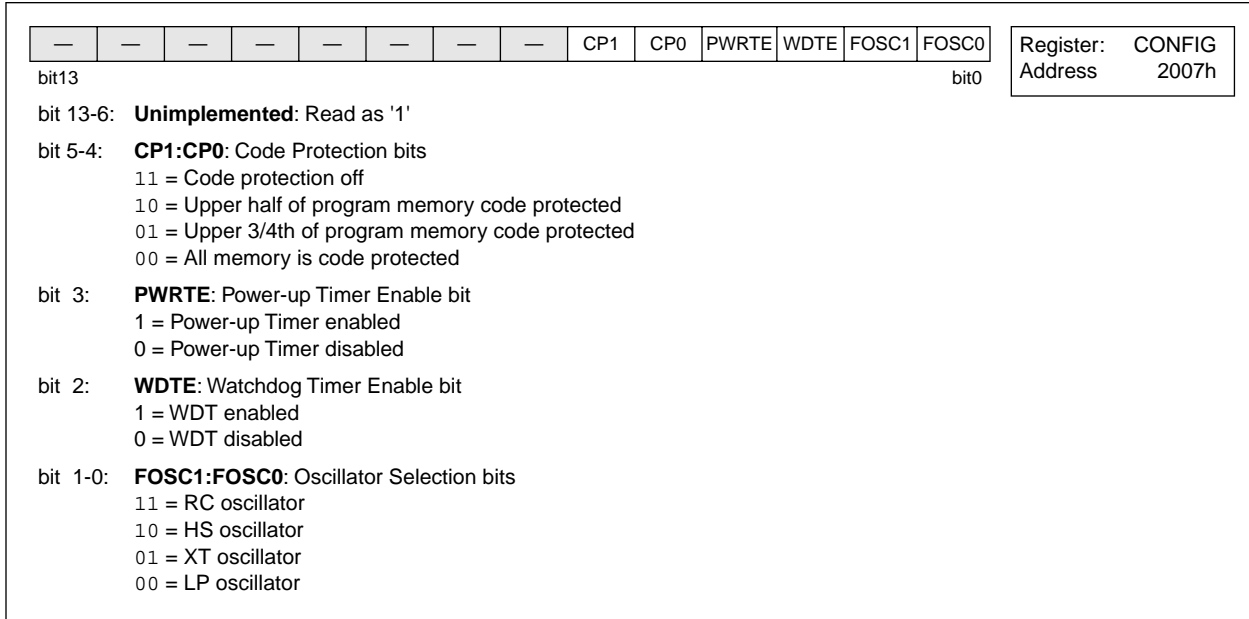 — — — — — — — — CP1 CP0 PWRTE WDTE FOSC1 FOSC0
Register: CONFIG
Address 2007h
bit13 bit0
bit 13-6: Unimplemented: Read as '1'
bit 5-4: CP1:CP0: Code Protection bits
11 = Code protection off
10 = Upper half of program memory code protected
01 = Upper 3/4th of program memory code protected
00 = All memory is code protected
bit 3: PWRTE: Power-up Timer Enable bit
1 = Power-up Timer enabled
0 = Power-up Timer disabled
bit 2: WDTE: Watchdog Timer Enable bit
1 = WDT enabled
0 = WDT disabled
bit 1-0: FOSC1:FOSC0: Oscillator Selection bits
11 = RC oscillator
10 = HS oscillator
01 = XT oscillator
00 = LP oscillator